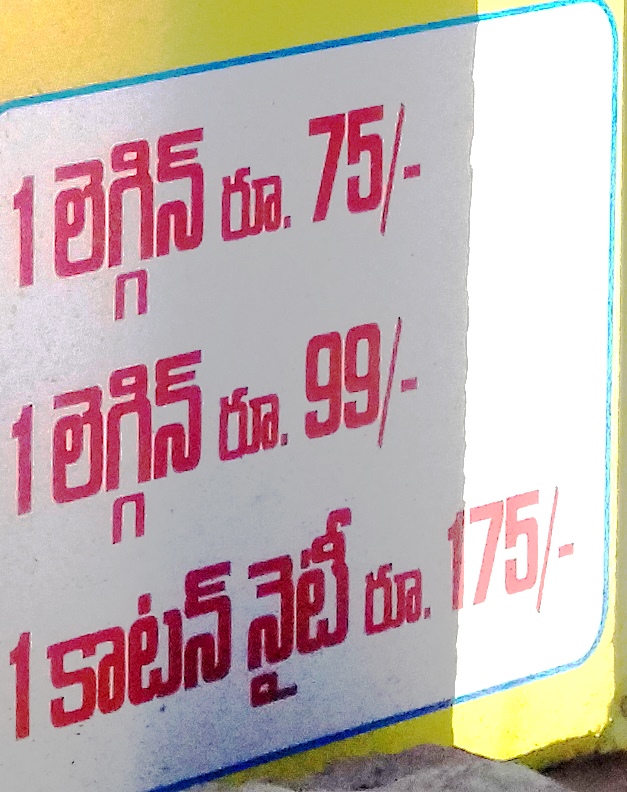 1 లెగ్గిన్ రూ. 75/-
1 లెగ్గిన్ రూ. 99/-
1 కాటన్ నైటీ రూ. 175/-